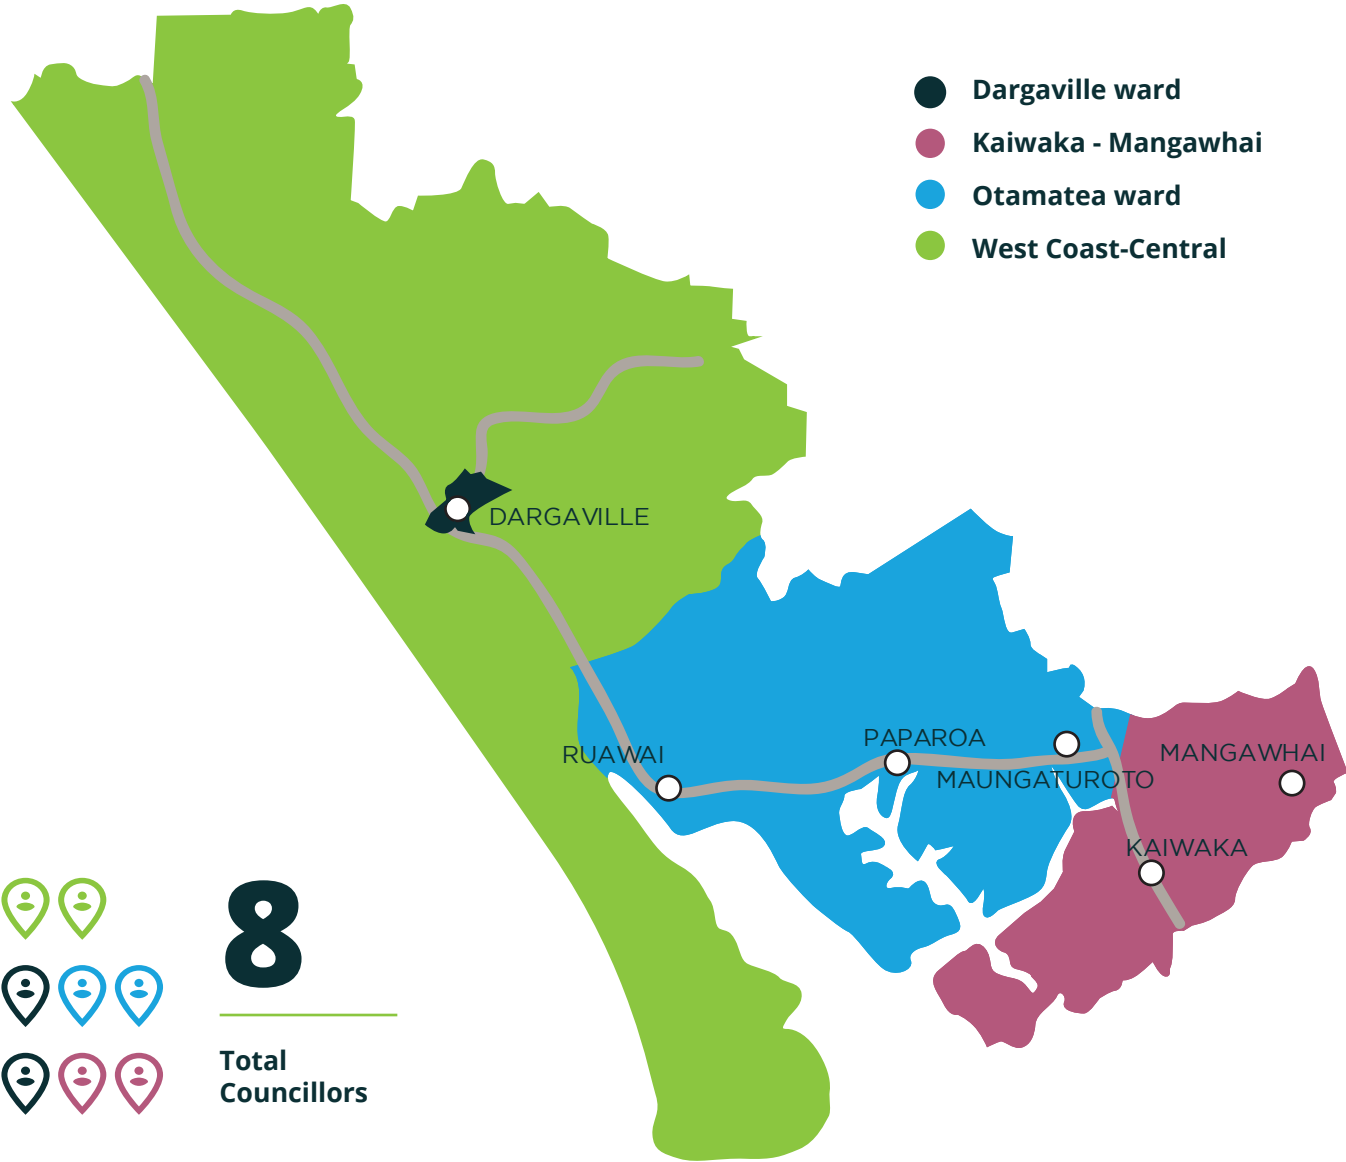 Dargaville ward
Kaiwaka - Mangawhai
Otamatea ward
West Coast-Central
DARGAVILLE
RUAWAI
PAPAROA
MAUNGATUROTO
MANGAWHAI
KAIWAKA
8
Total
Councillors